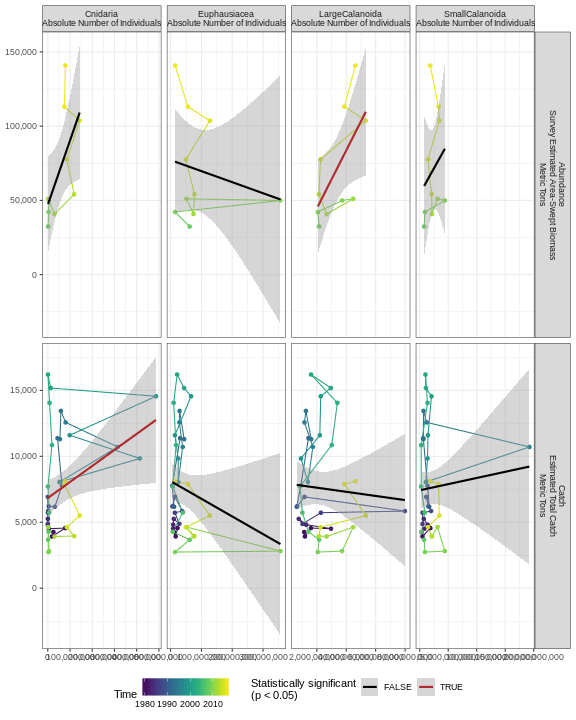 Cnidaria
Absolute Number of Individuals
Euphausiacea
Absolute Number of Individuals
LargeCalanoida
Absolute Number of Individuals
SmallCalanoida
Absolute Number of Individuals
150,000
100,000
50,000
0
Abundance
Survey Estimated Area-Swept Biomass
Metric Tons
15,000
10,000
5,000
0
Catch
Estimated Total Catch
Metric Tons
Time
1980 1990 2000 2010
Statistically significant
(p < 0.05)
FALSE
TRUE